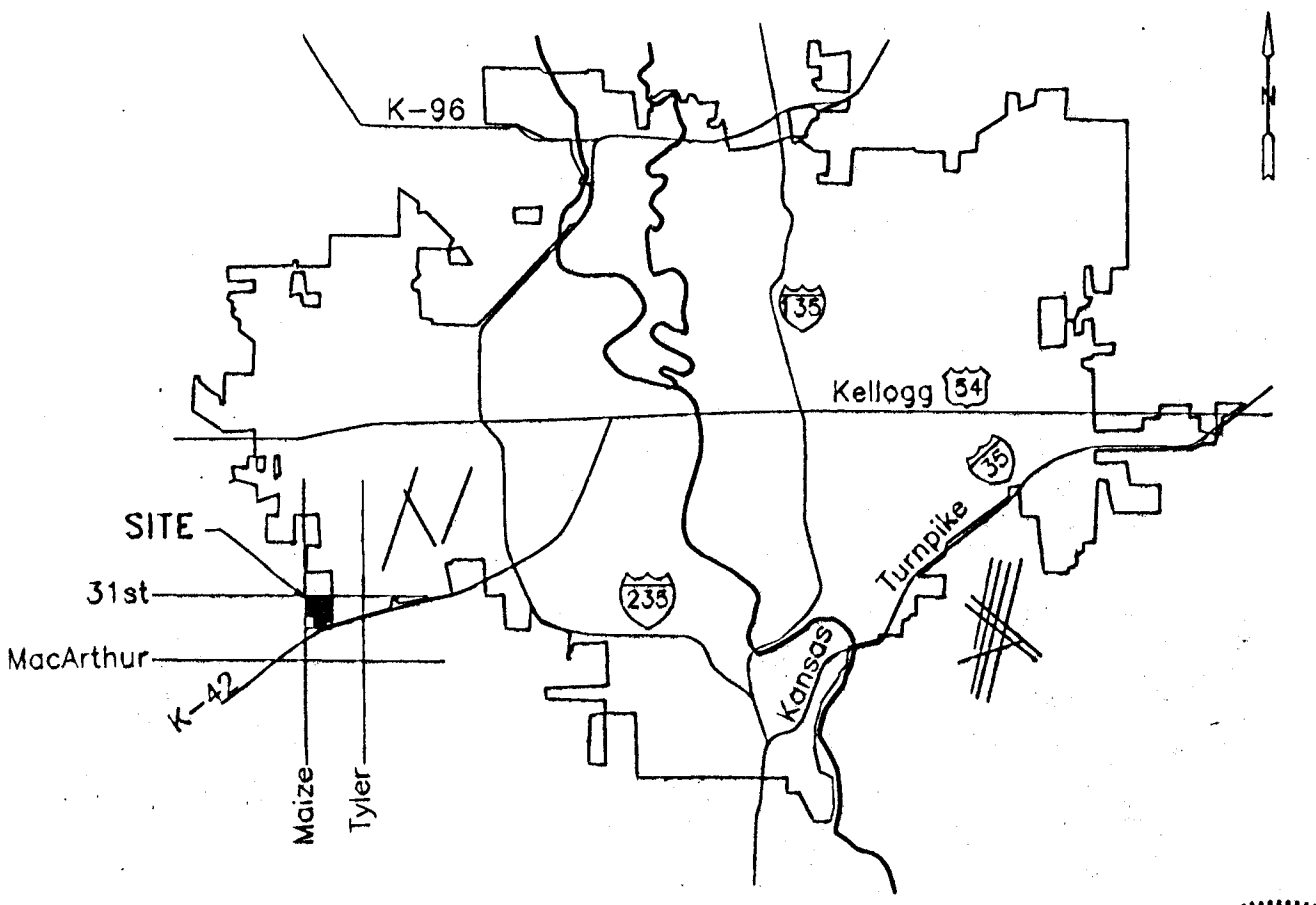 N
K-96
135
Kellogg 54
35
SITE
Turnpike
31st
235
MacArthur
Kansas
K-42
Maize
Tyler